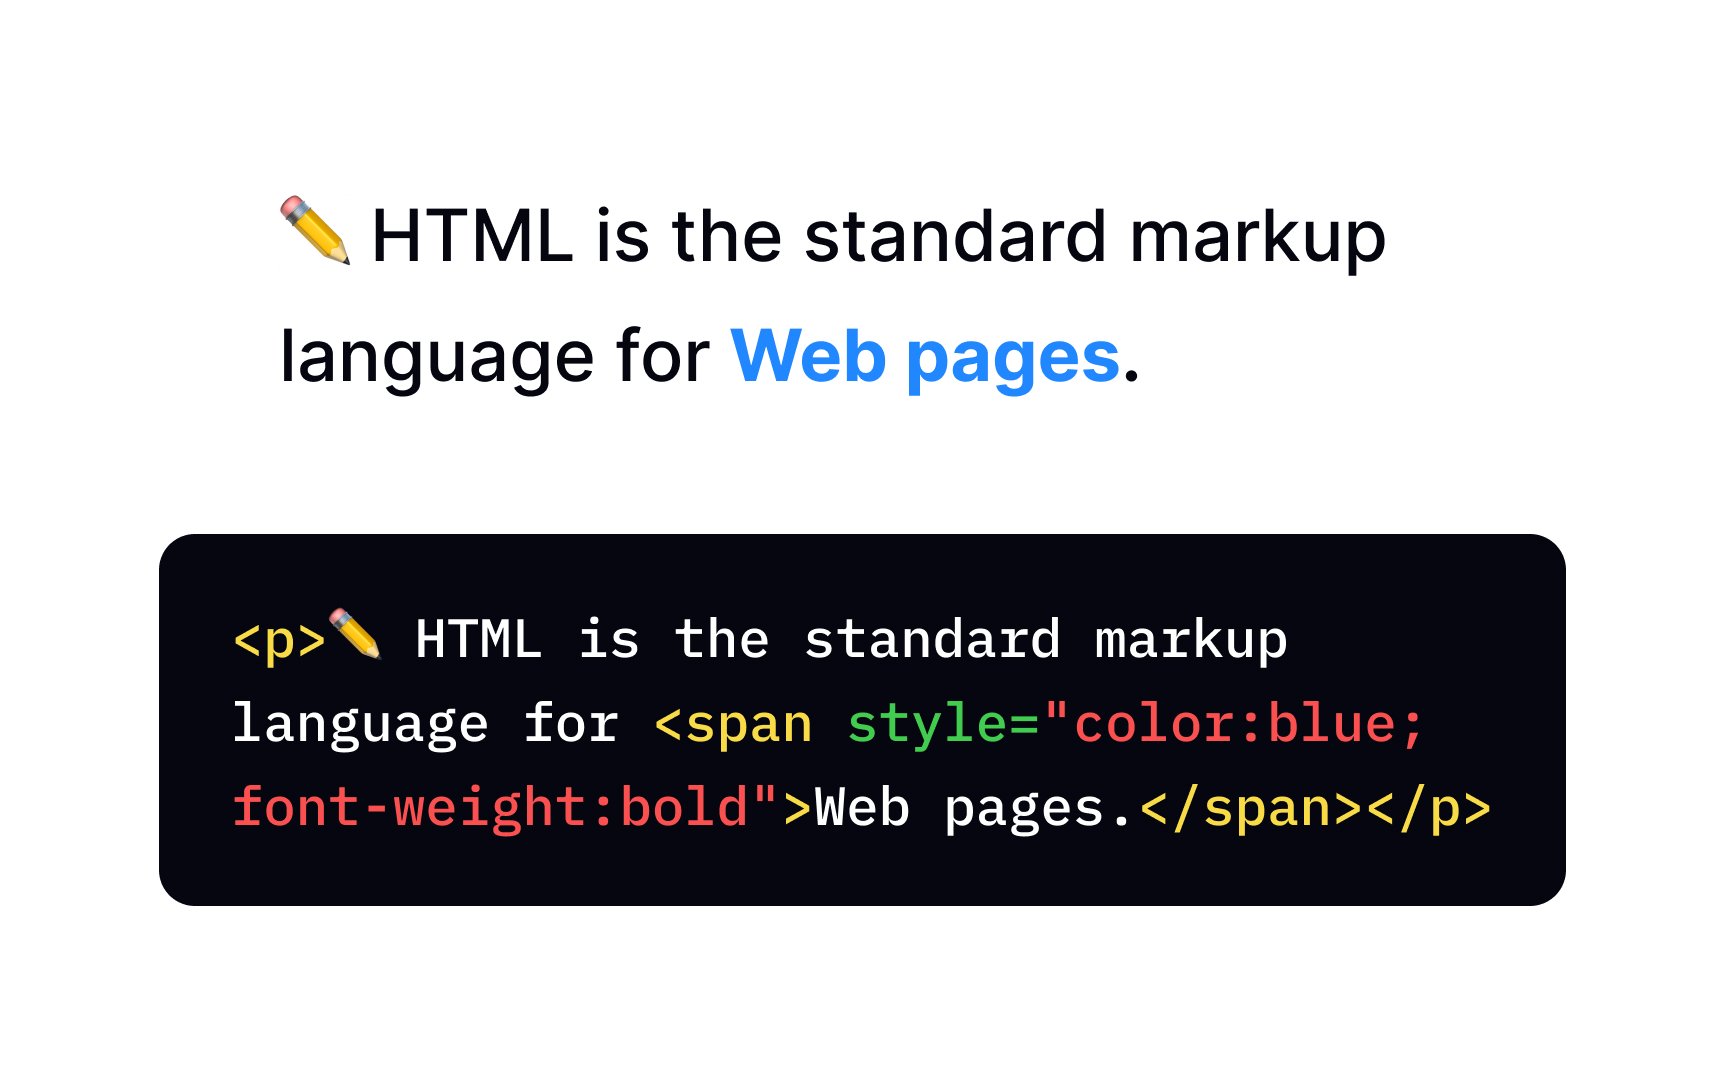 ✏️ HTML is the standard markup
language for Web pages.
<p>✏️ HTML is the standard markup
language for <span style="color:blue;
font-weight:bold">Web pages.</span></p>